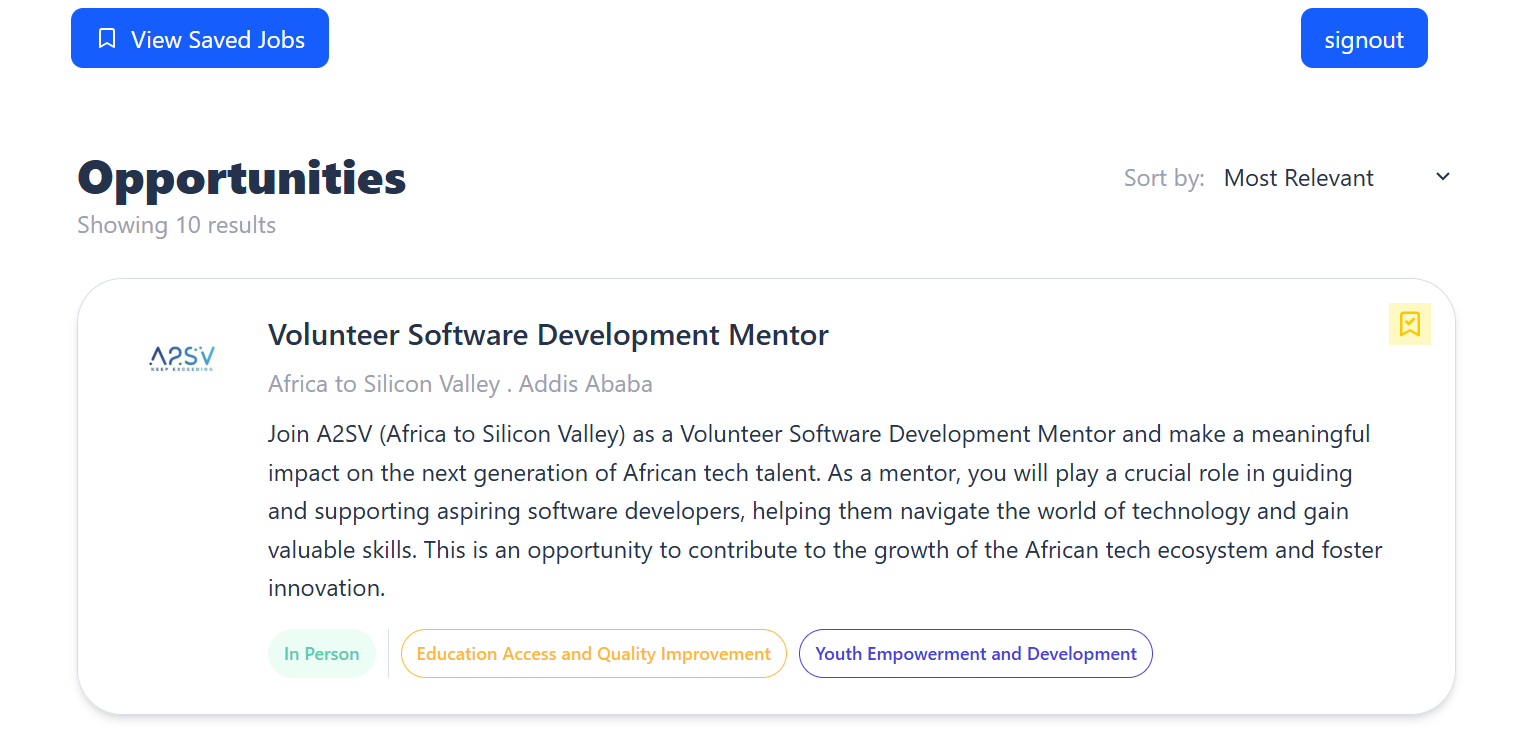 View Saved Jobs
signout
Opportunities
Sort by: Most Relevant
Showing 10 results
Volunteer Software Development Mentor
A2SV
KEEP EXCEEDING
Africa to Silicon Valley . Addis Ababa
Join A2SV (Africa to Silicon Valley) as a Volunteer Software Development Mentor and make a meaningful
impact on the next generation of African tech talent. As a mentor, you will play a crucial role in guiding
and supporting aspiring software developers, helping them navigate the world of technology and gain
valuable skills. This is an opportunity to contribute to the growth of the African tech ecosystem and foster
innovation.
In Person
Education Access and Quality Improvement
Youth Empowerment and Development